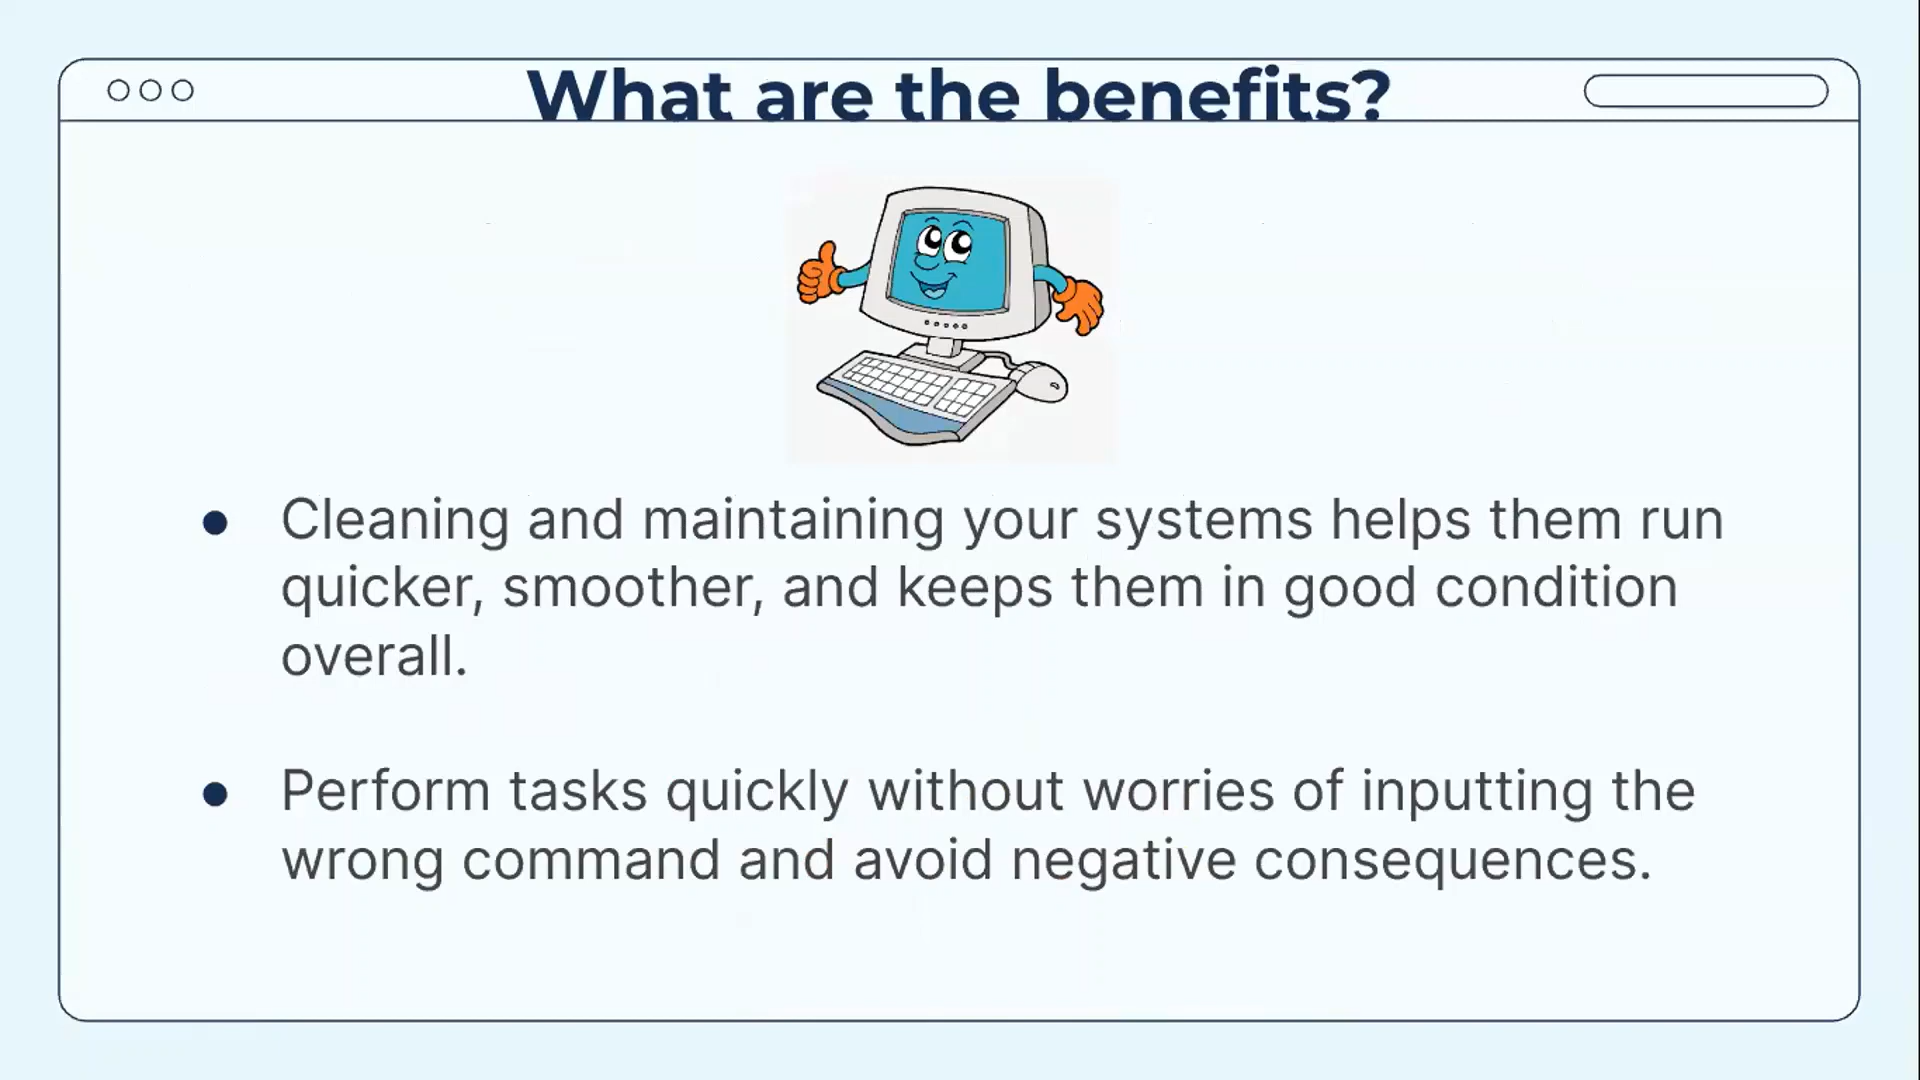 What are the benefits?
● Cleaning and maintaining your systems helps them run
quicker, smoother, and keeps them in good condition
overall.
● Perform tasks quickly without worries of inputting the
wrong command and avoid negative consequences.